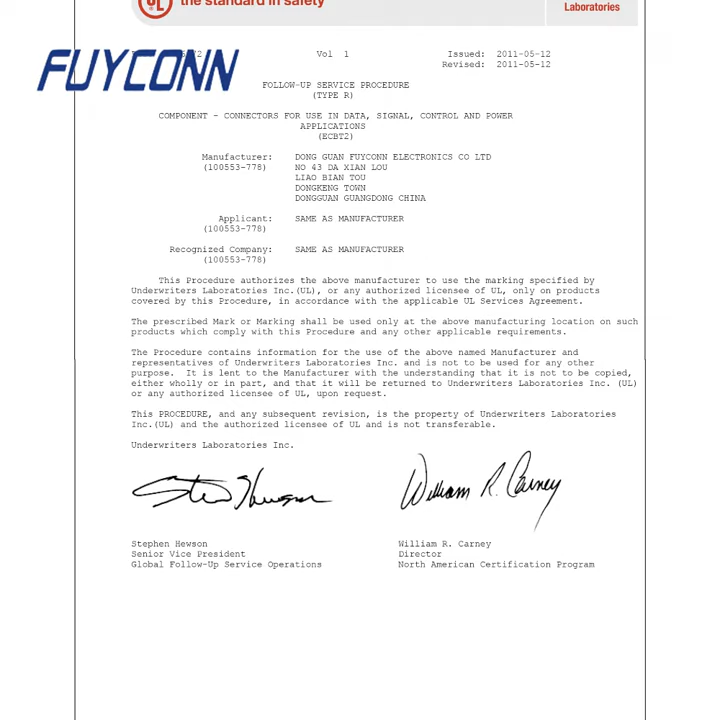 UL
®
the standard in safety
Laboratories
FUYCONN
Vol 1
Issued: 2011-05-12
Revised: 2011-05-12
FOLLOW-UP SERVICE PROCEDURE
(TYPE R)
COMPONENT - CONNECTORS FOR USE IN DATA, SIGNAL, CONTROL AND POWER
APPLICATIONS
(ECBT2)
Manufacturer: DONG GUAN FUYCONN ELECTRONICS CO LTD
(100553-778) NO 43 DA XIAN LOU
LIAO BIAN TOU
DONGKENG TOWN
DONGGUAN GUANGDONG CHINA
Applicant: SAME AS MANUFACTURER
(100553-778)
Recognized Company: SAME AS MANUFACTURER
(100553-778)
This Procedure authorizes the above manufacturer to use the marking specified by
Underwriters Laboratories Inc.(UL), or any authorized licensee of UL, only on products
covered by this Procedure, in accordance with the applicable UL Services Agreement.
The prescribed Mark or Marking shall be used only at the above manufacturing location on such
products which comply with this Procedure and any other applicable requirements.
The Procedure contains information for the use of the above named Manufacturer and
representatives of Underwriters Laboratories Inc. and is not to be used for any other
purpose. It is lent to the Manufacturer with the understanding that it is not to be copied,
either wholly or in part, and that it will be returned to Underwriters Laboratories Inc. (UL)
or any authorized licensee of UL, upon request.
This PROCEDURE, and any subsequent revision, is the property of Underwriters Laboratories
Inc.(UL) and the authorized licensee of UL and is not transferable.
Underwriters Laboratories Inc.
William R. Carney
Stephen Hewson William R. Carney
Senior Vice President Director
Global Follow-Up Service Operations North American Certification Program